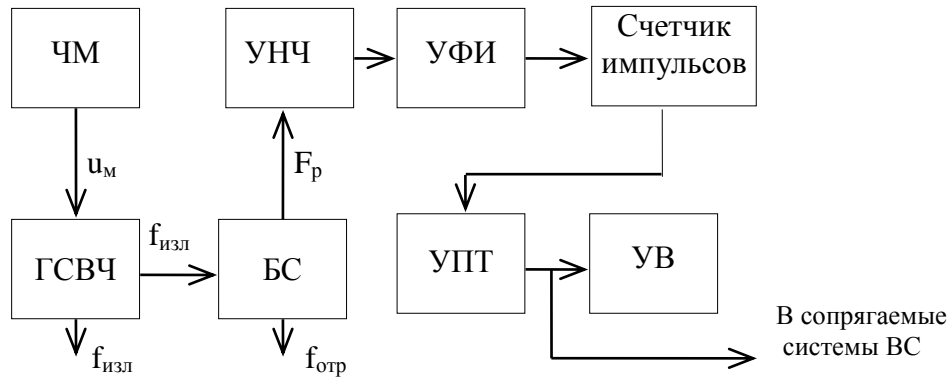 ЧМ
УНЧ
УФИ
Счетчик
импульсов
uм
Fр
ГСВЧ
fизл
БС
УПТ
УВ
fизл
fотр
В сопрягаемые
системы ВС